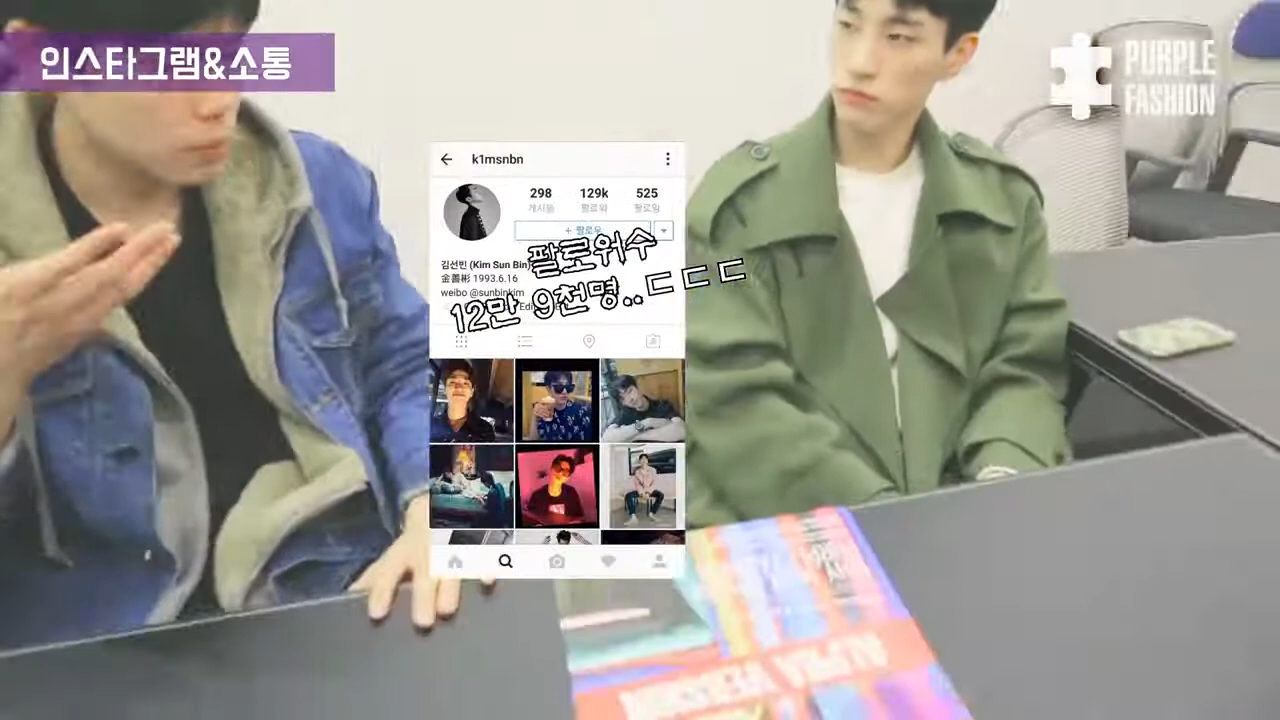 인스타그램&소통
PURPLE
FASHION
k1msnbn
298 129k 525
게시물 팔로워 팔로잉
+ 팔로우
김선빈 (Kim Sun Bin)
金善彬 1993.6.16
weibo @sunbinkim
팔로워수
12만 9천명..ㄷㄷㄷ